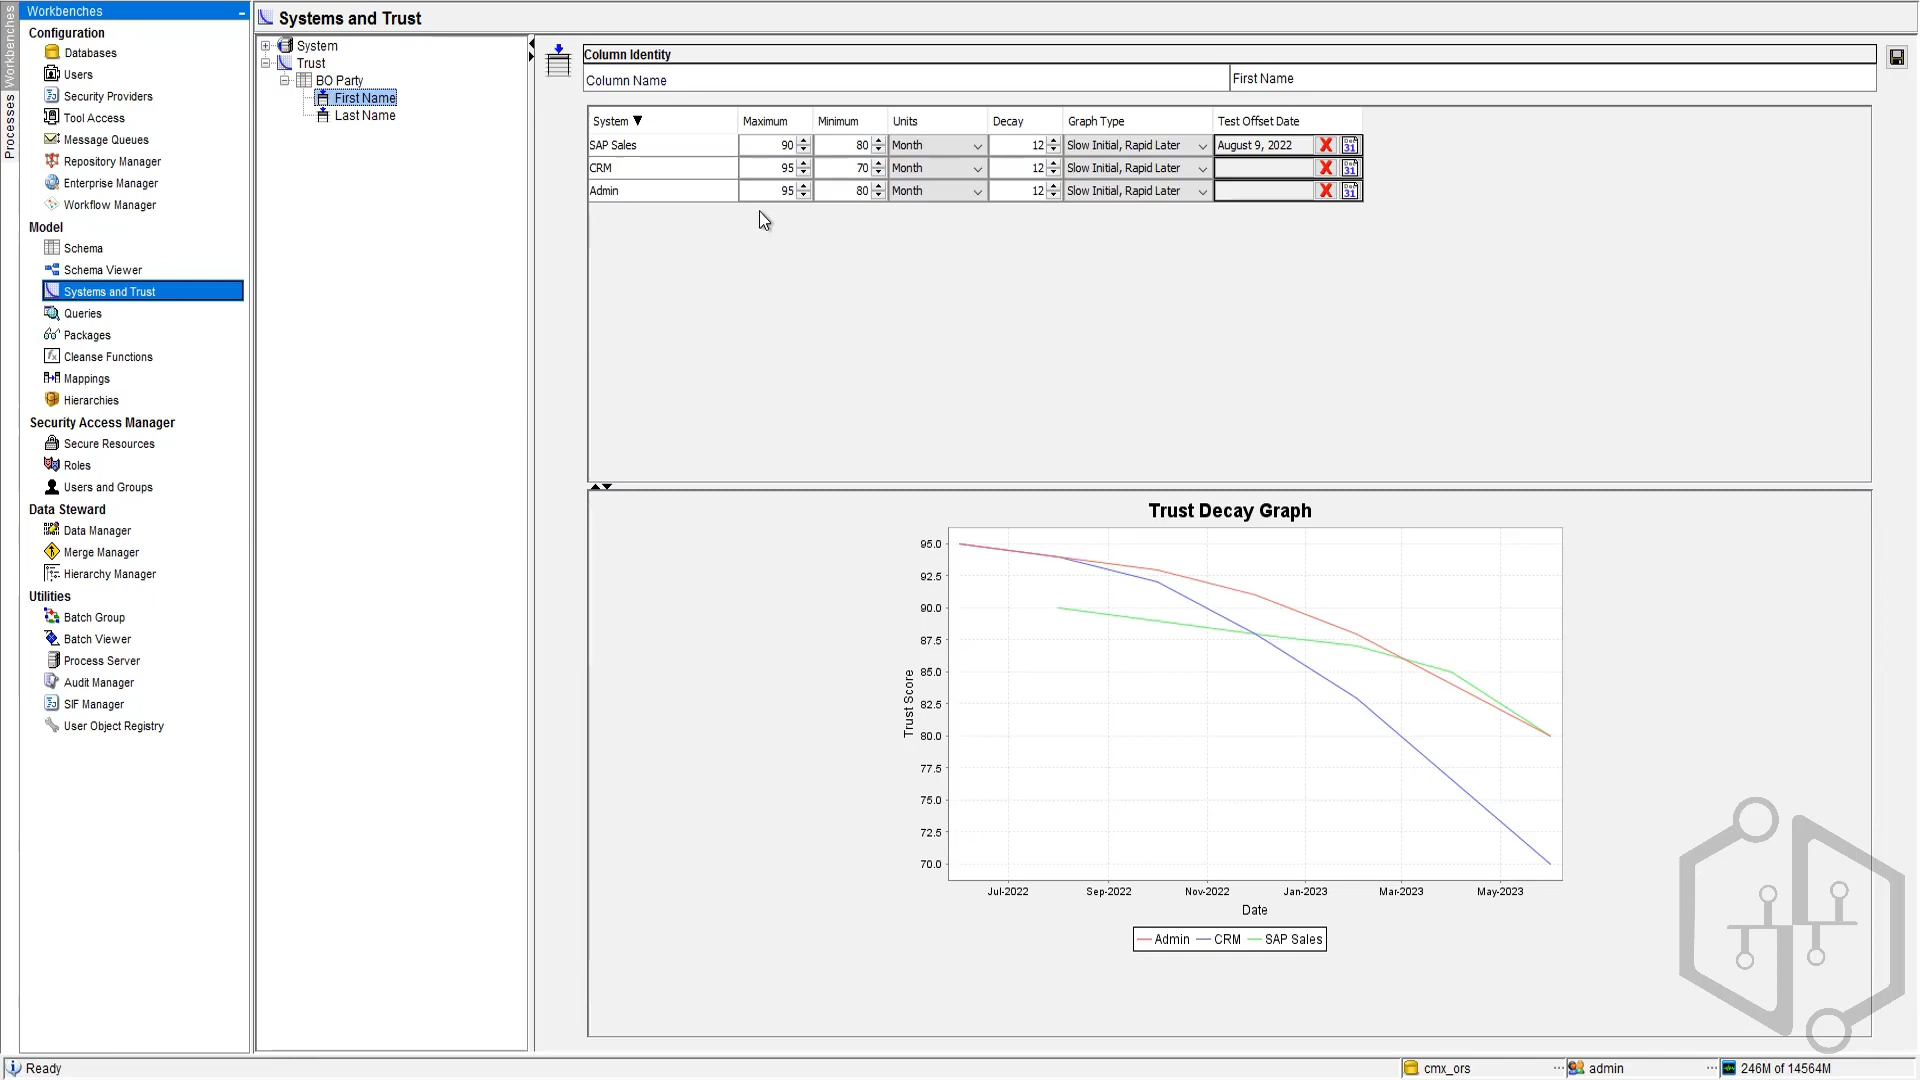 Workbenches
Processes
Workbenches
Configuration
Databases
Users
Security Providers
Tool Access
Message Queues
Repository Manager
Enterprise Manager
Workflow Manager
Model
Schema
Schema Viewer
Systems and Trust
Queries
Packages
Cleanse Functions
Mappings
Hierarchies
Security Access Manager
Secure Resources
Roles
Users and Groups
Data Steward
Data Manager
Merge Manager
Hierarchy Manager
Utilities
Batch Group
Batch Viewer
Process Server
Audit Manager
SIF Manager
User Object Registry
Systems and Trust
System
Trust
BO Party
First Name
Last Name
Column Identity
Column Name First Name
System ▼ Maximum Minimum Units Decay Graph Type Test Offset Date
SAP Sales 90 80 Month 12 Slow Initial, Rapid Later August 9, 2022 31
CRM 95 70 Month 12 Slow Initial, Rapid Later 31
Admin 95 80 Month 12 Slow Initial, Rapid Later 31
Trust Decay Graph
Trust Score
95.0
92.5
90.0
87.5
85.0
82.5
80.0
77.5
75.0
72.5
70.0
Jul-2022 Sep-2022 Nov-2022 Jan-2023 Mar-2023 May-2023
Date
Admin CRM SAP Sales
Ready cmx_ors ... admin ... 246M of 14564M